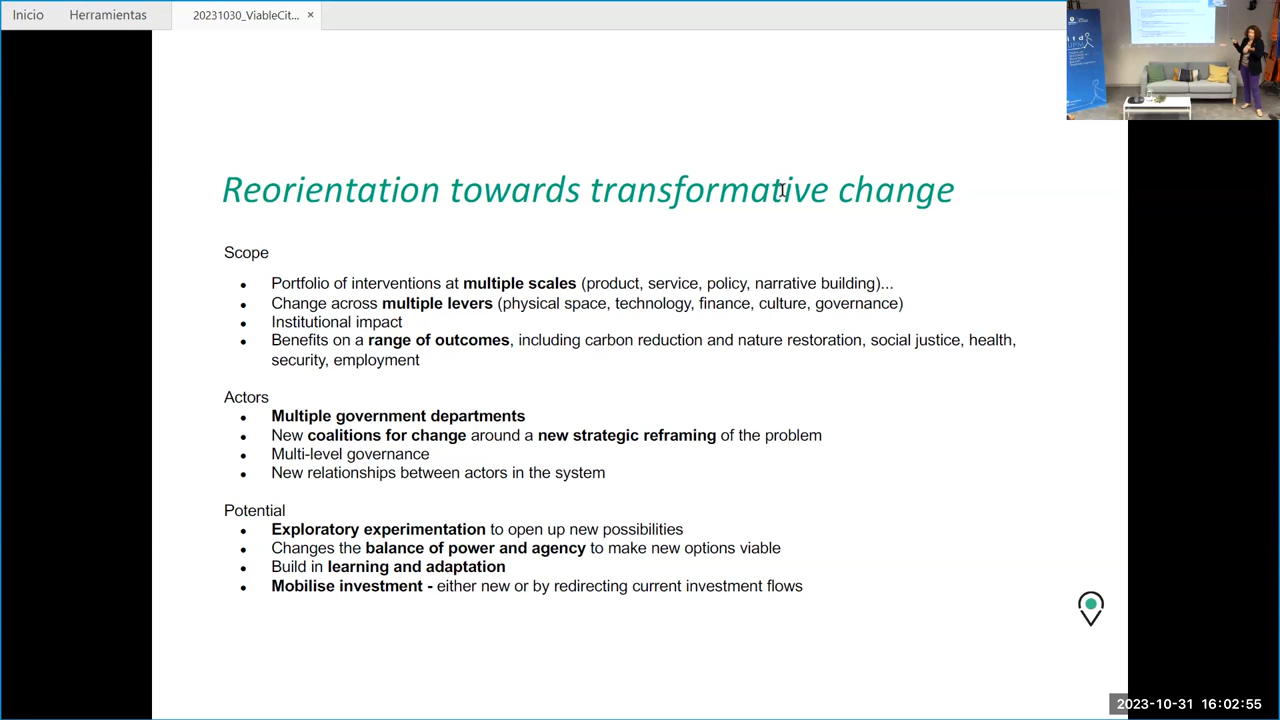 Inicio
Herramientas
20231030_ViableCit... ×
itd
UPM
Reorientation towards transformative change
Scope
• Portfolio of interventions at multiple scales (product, service, policy, narrative building)...
• Change across multiple levers (physical space, technology, finance, culture, governance)
• Institutional impact
• Benefits on a range of outcomes, including carbon reduction and nature restoration, social justice, health,
security, employment
Actors
• Multiple government departments
• New coalitions for change around a new strategic reframing of the problem
• Multi-level governance
• New relationships between actors in the system
Potential
• Exploratory experimentation to open up new possibilities
• Changes the balance of power and agency to make new options viable
• Build in learning and adaptation
• Mobilise investment - either new or by redirecting current investment flows
2023-10-31 16:02:55